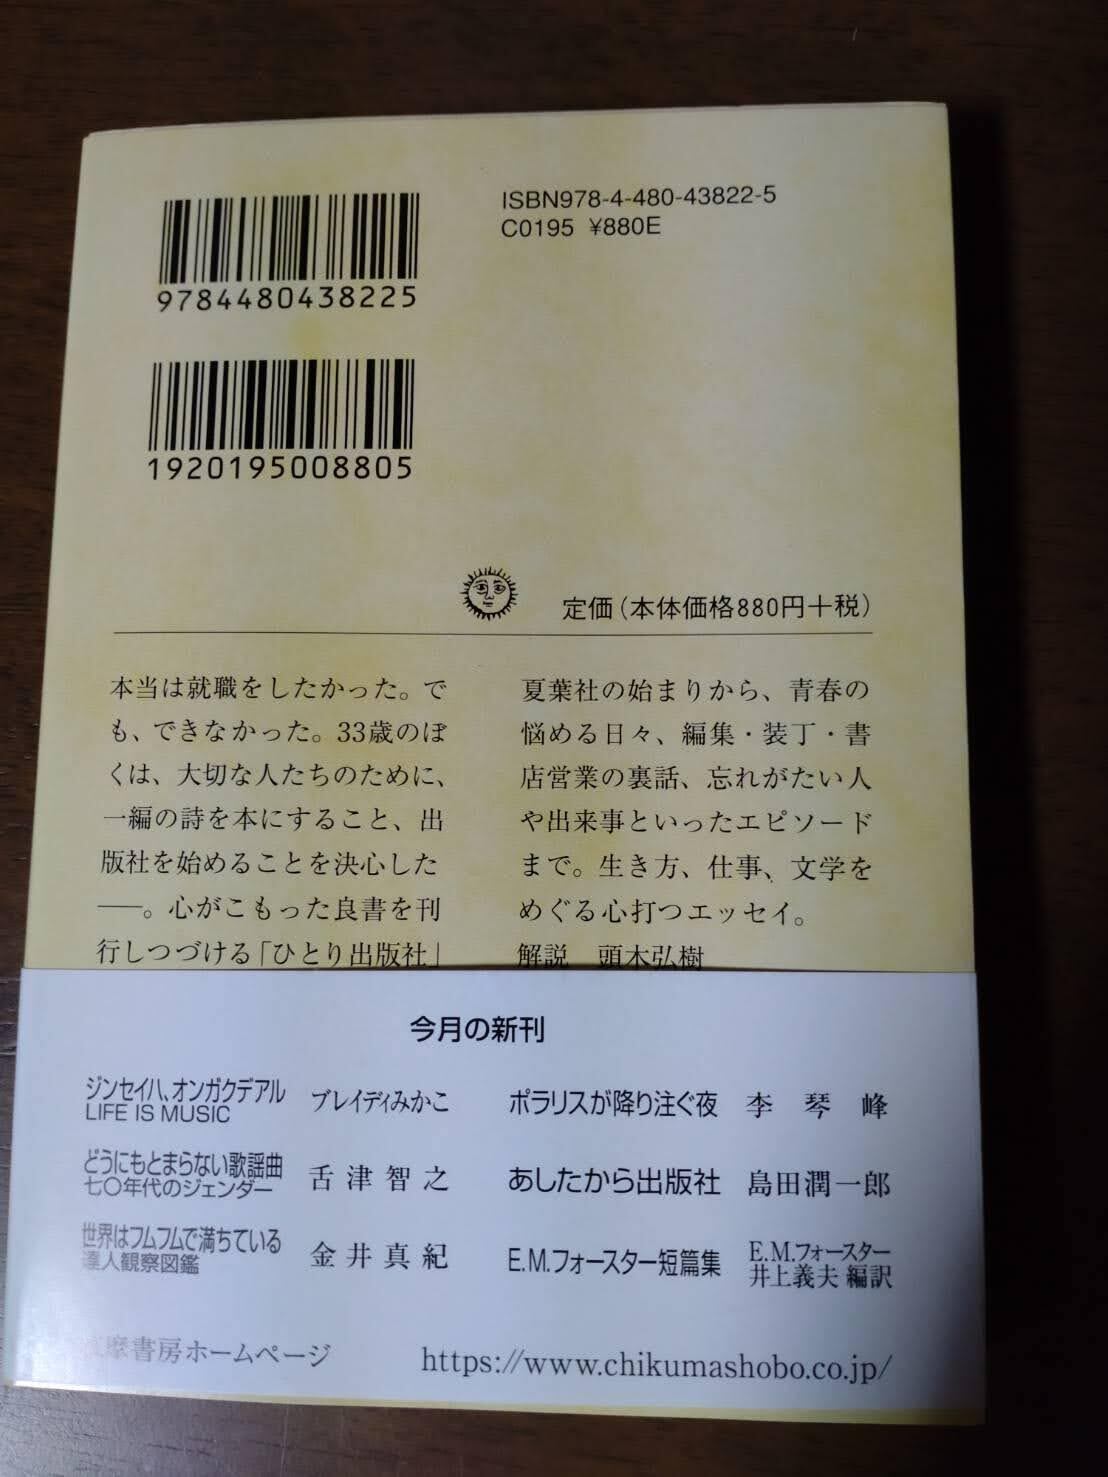 ISBN978-4-480-43822-5
C0195 ¥880E
9784480438225
1920195008805
定価(本体価格880円+税)
本当は就職をしたかった。で
も、できなかった。33歳のぼ
くは、大切な人たちのために、
一編の詩を本にすること、出
版社を始めることを決心した
──。心がこもった良書を刊
行しつづける「ひとり出版社」
夏葉社の始まりから、青春の
悩める日々、編集・装丁・書
店営業の裏話、忘れがたい人
や出来事といったエピソード
まで。生き方、仕事、文学を
めぐる心打つエッセイ。
解説 頭木弘樹
今月の新刊
ジンセイハ、オンガクデアル
LIFE IS MUSIC
ブレイディみかこ
どうにもとまらない歌謡曲
七〇年代のジェンダー
舌津智之
世界はフムフムで満ちている
達人観察図鑑
金井真紀
ポラリスが降り注ぐ夜 李琴峰
あしたから出版社 島田潤一郎
E.M.フォースター短篇集
E.M.フォースター
井上義夫 編訳
筑摩書房ホームページ https://www.chikumashobo.co.jp/